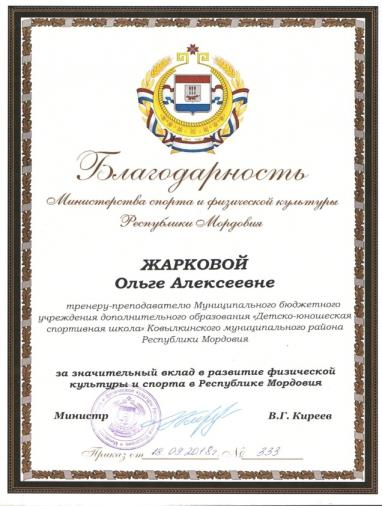 Благодарность
Министерства спорта и физической культуры
Республики Мордовия
ЖАРКОВОЙ
Ольге Алексеевне
тренеру-преподавателю Муниципального бюджетного
учреждения дополнительного образования «Детско-юношеская
спортивная школа» Ковылкинского муниципального района
Республики Мордовия
за значительный вклад в развитие физической
культуры и спорта в Республике Мордовия
Министр В.Г. Киреев
Приказ от 18.09.2018г. № 333